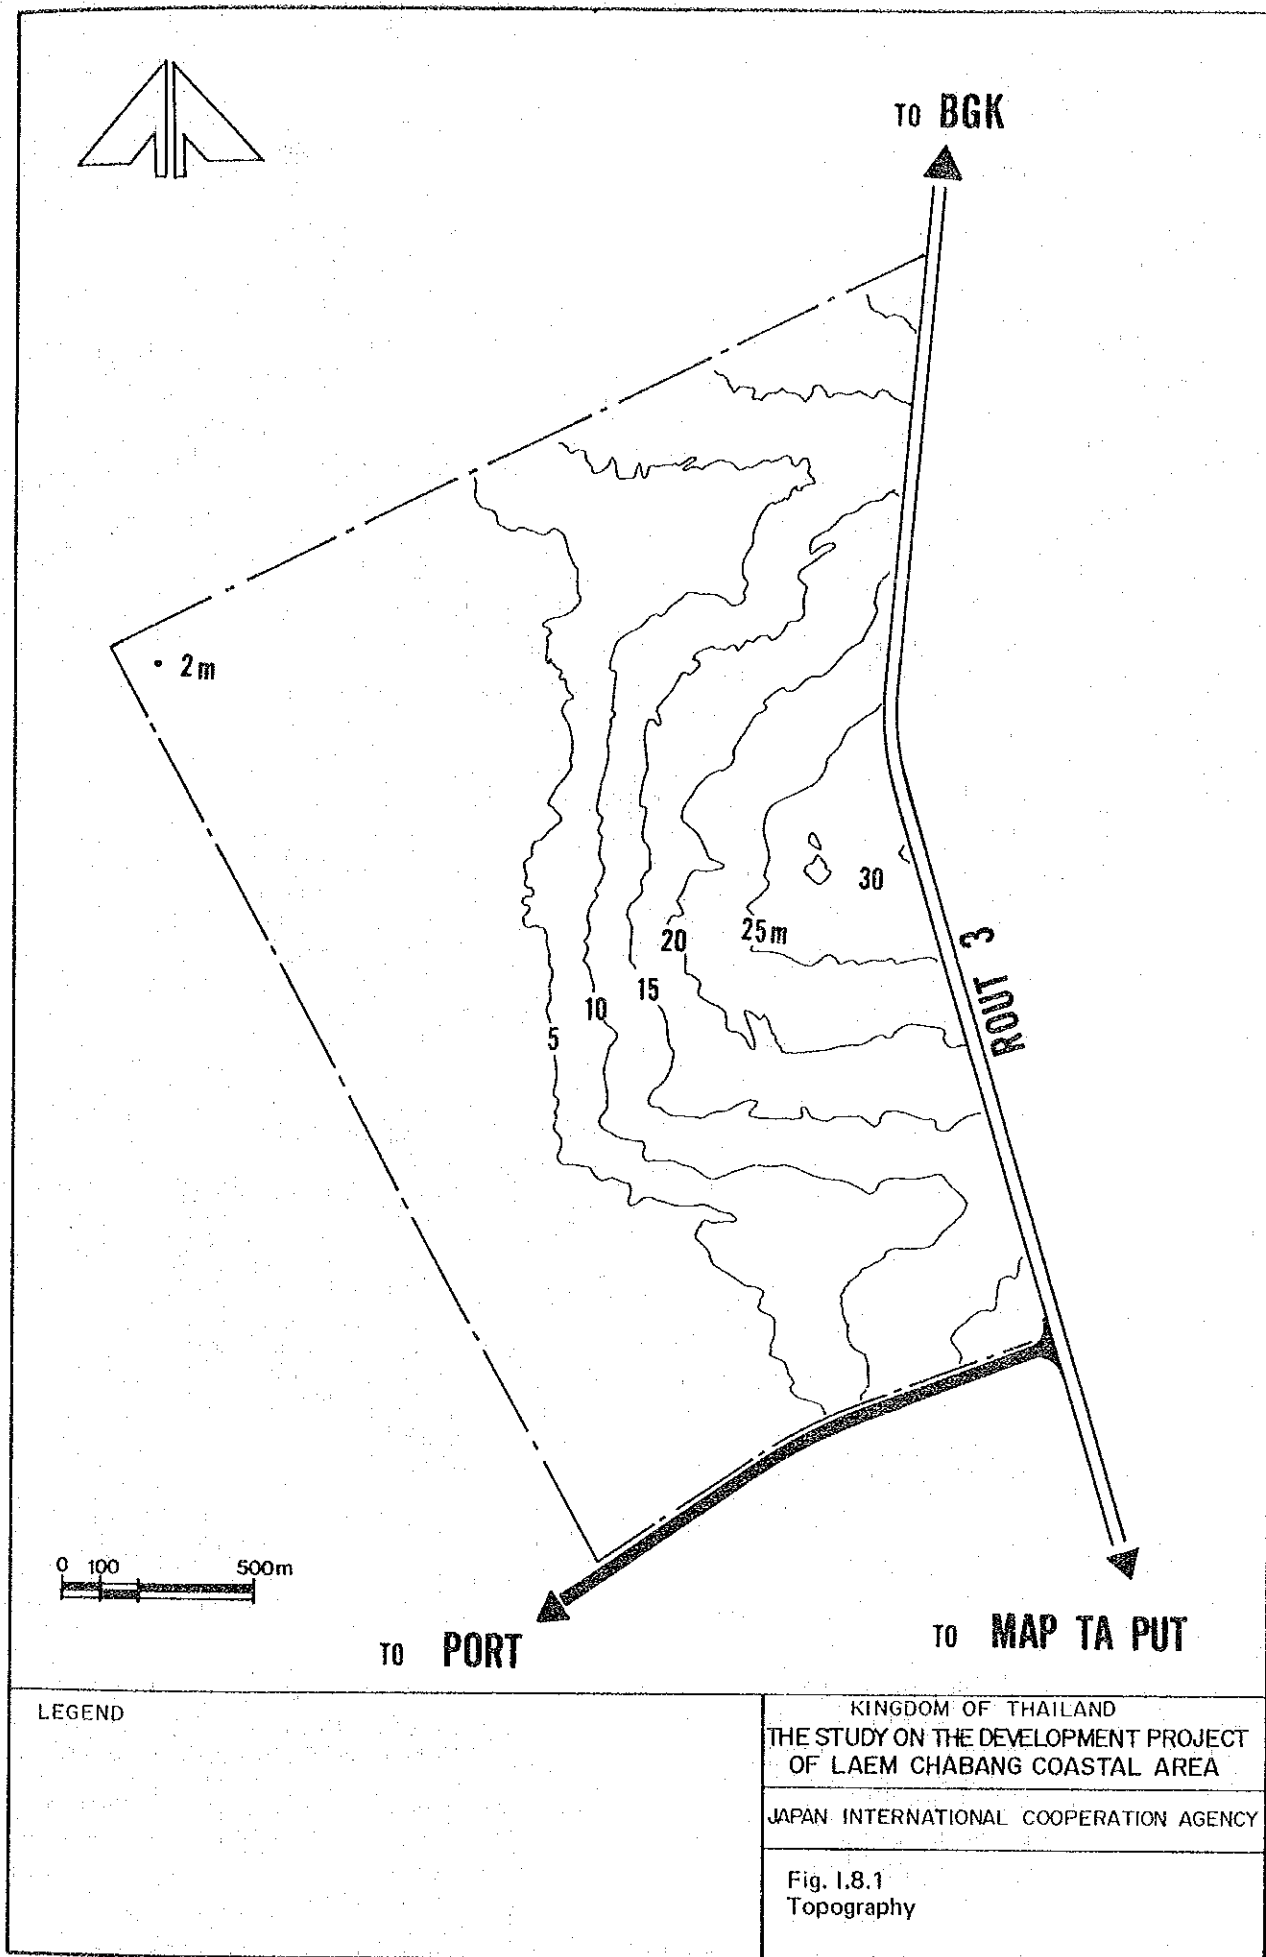 TO BGK
2m
30
25m
20
15
10
5
ROUT 3
0 100 500m
TO PORT
TO MAP TA PUT
LEGEND
KINGDOM OF THAILAND
THE STUDY ON THE DEVELOPMENT PROJECT
OF LAEM CHABANG COASTAL AREA
JAPAN INTERNATIONAL COOPERATION AGENCY
Fig. I.8.1
Topography